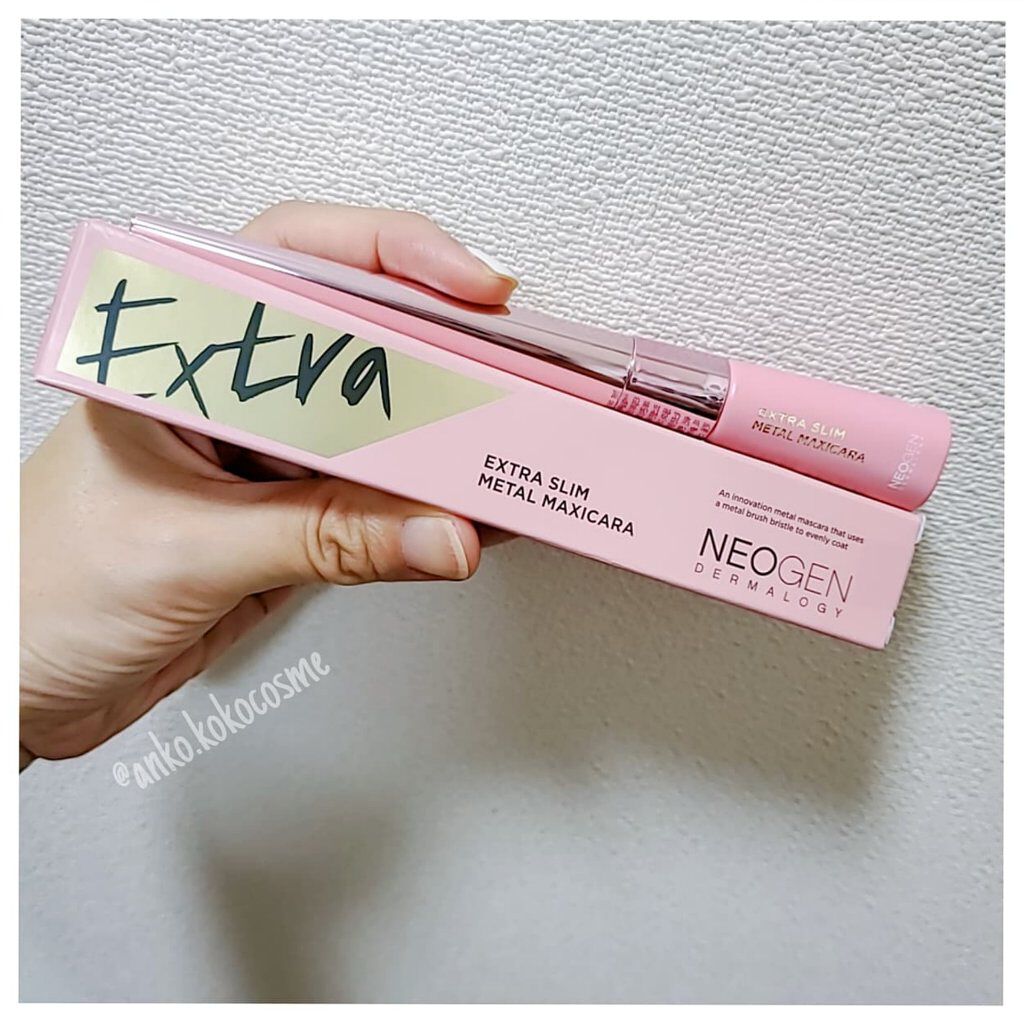 Extra
EXTRA SLIM
METAL MAXICARA
An innovation metal mascara that uses
a metal brush bristle to evenly coat
NEOGEN
DERMALOGY
EXTRA SLIM
METAL MAXICARA
NEOGEN
@anko.kokocosme